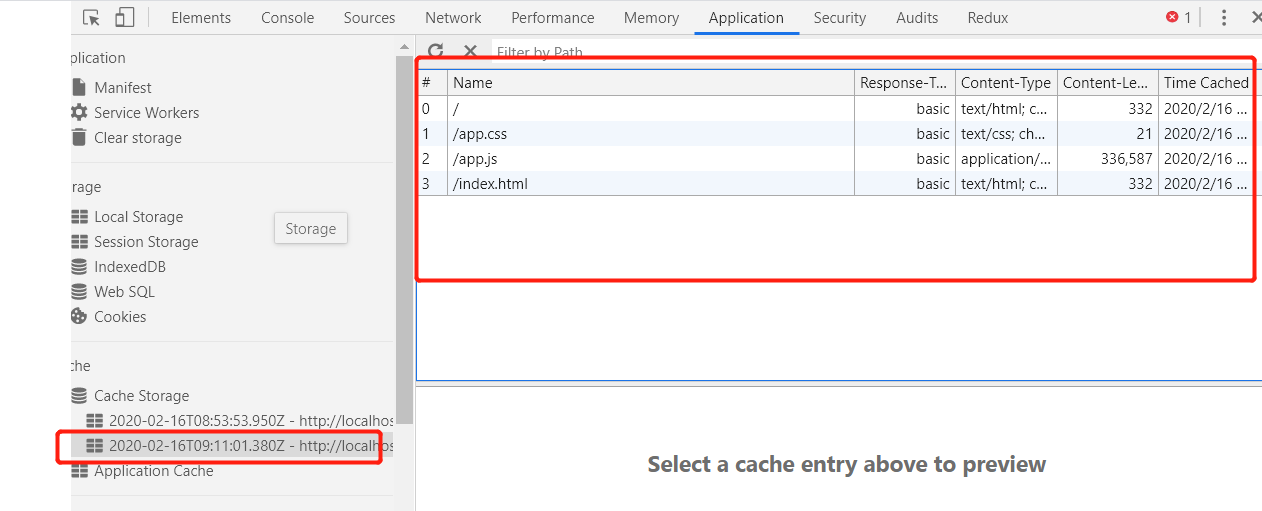 Elements Console Sources Network Performance Memory Application Security Audits Redux 1
plication
Manifest
Service Workers
Clear storage
rage
Local Storage
Session Storage
IndexedDB
Web SQL
Cookies
Storage
che
Cache Storage
2020-02-16T08:53:53.950Z - http://localhos
2020-02-16T09:11:01.380Z - http://localhos
Application Cache
Filter by Path
# Name Response-T... Content-Type Content-Le... Time Cached
0 / basic text/html; c... 332 2020/2/16 ...
1 /app.css basic text/css; ch... 21 2020/2/16 ...
2 /app.js basic application/... 336,587 2020/2/16 ...
3 /index.html basic text/html; c... 332 2020/2/16 ...
Select a cache entry above to preview